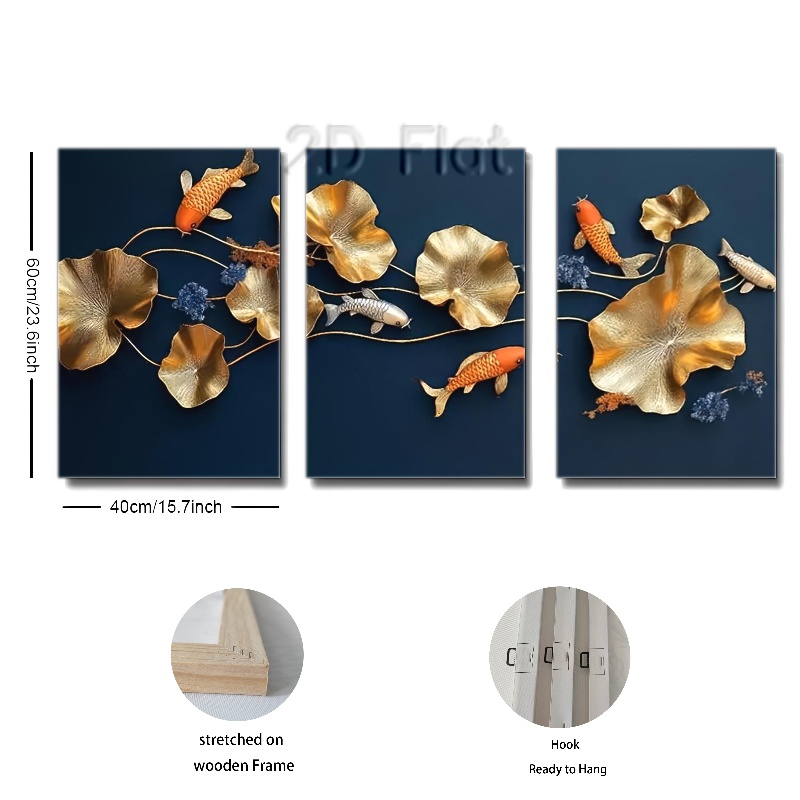 2D Flat
60cm/23.6inch
40cm/15.7inch
stretched on
wooden Frame
Hook
Ready to Hang